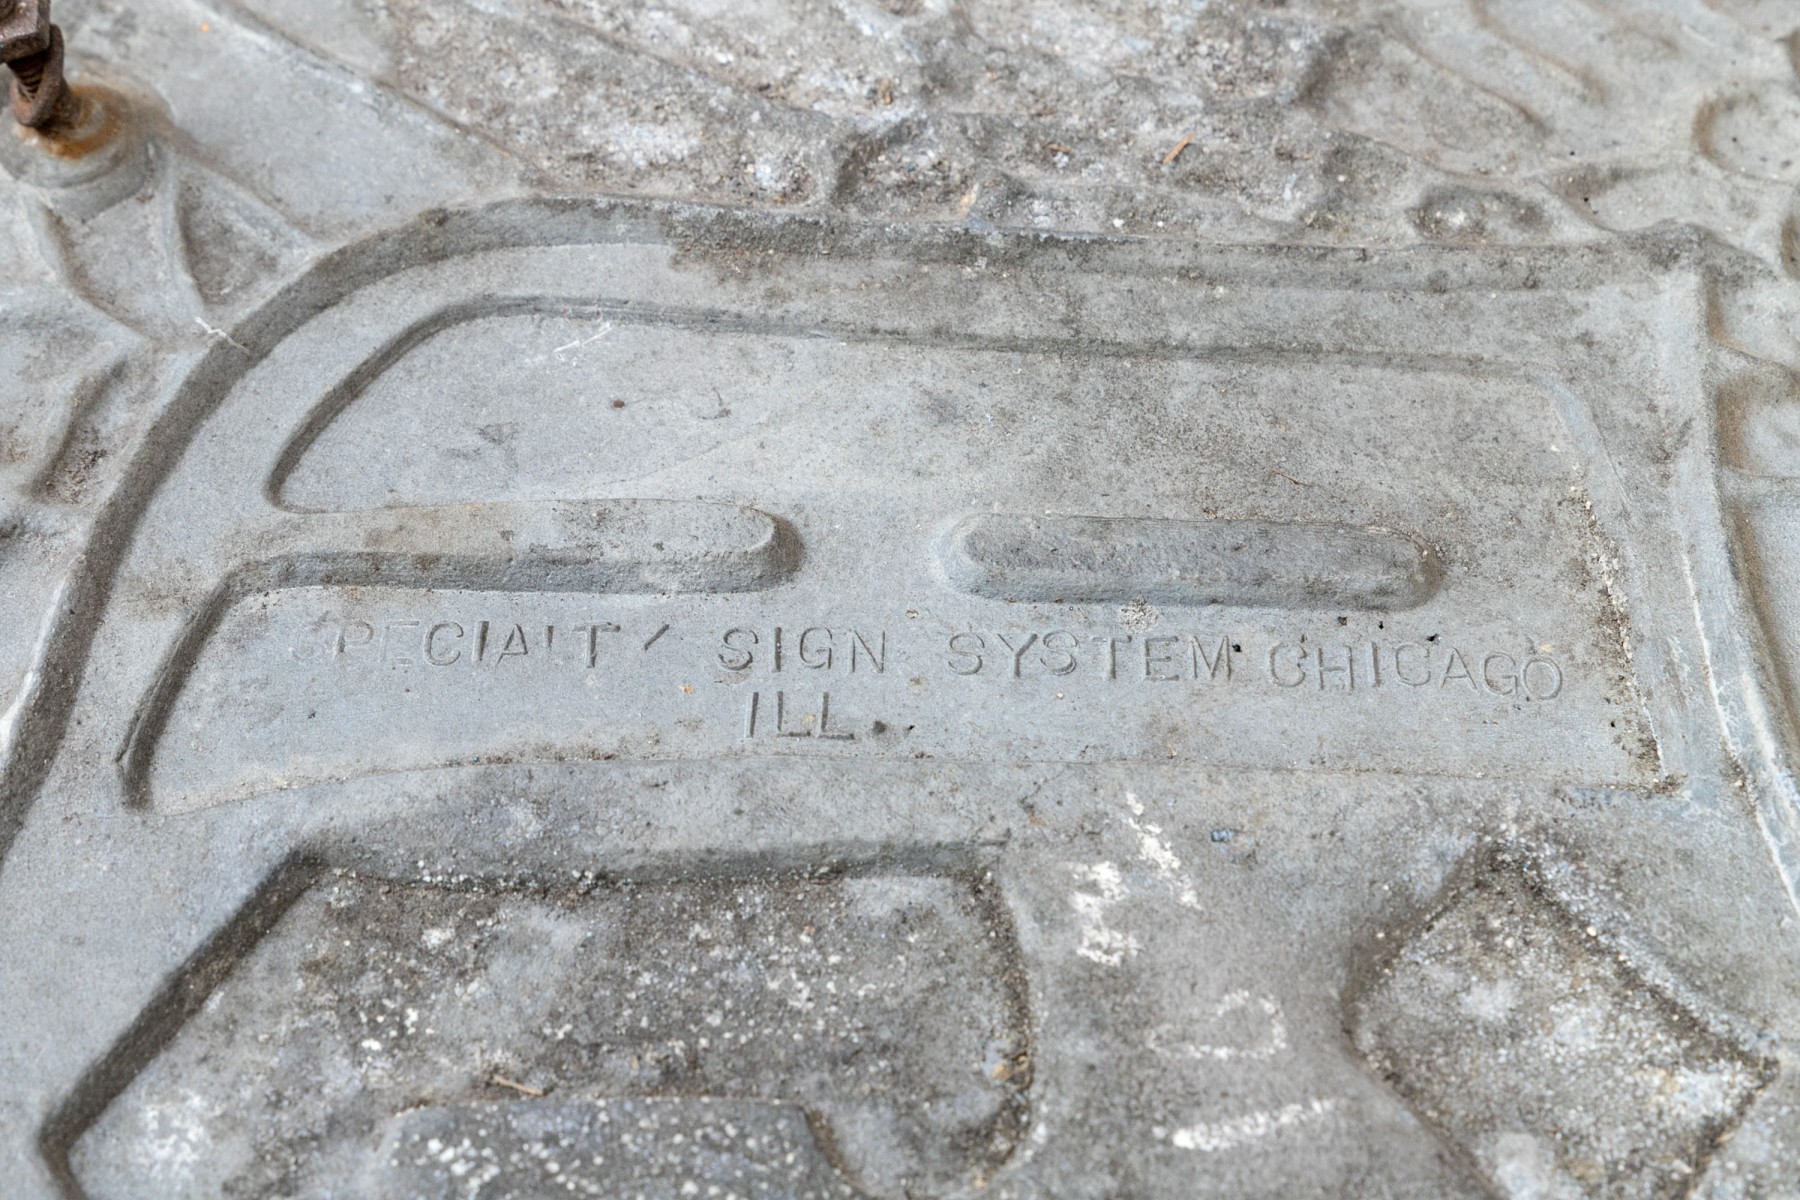 SPECIALTY SIGN SYSTEM CHICAGO
ILL.